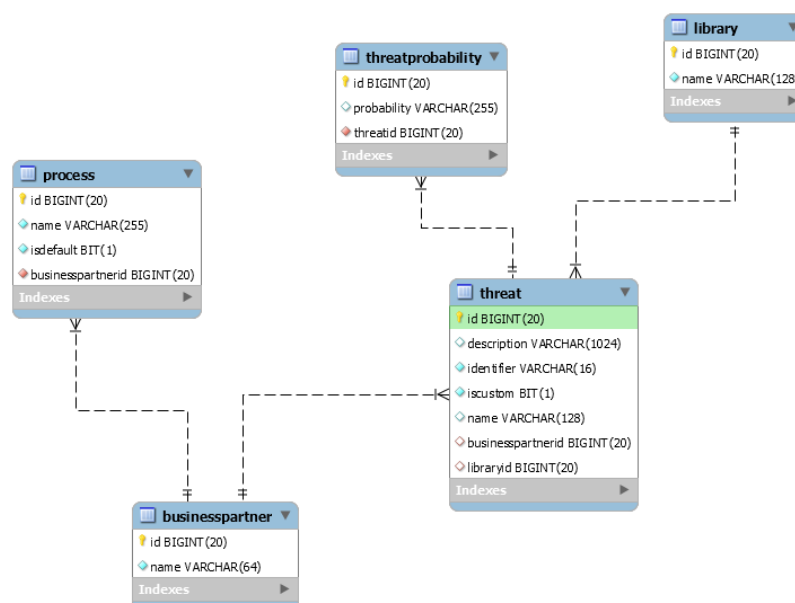 library
id BIGINT(20)
name VARCHAR(128
Indexes
threatprobability
id BIGINT(20)
probability VARCHAR(255)
threatid BIGINT(20)
Indexes
process
id BIGINT(20)
name VARCHAR(255)
isdefault BIT(1)
businesspartnerid BIGINT(20)
Indexes
threat
id BIGINT(20)
description VARCHAR(1024)
identifier VARCHAR(16)
iscustom BIT(1)
name VARCHAR(128)
businesspartnerid BIGINT(20)
libraryid BIGINT(20)
Indexes
businesspartner
id BIGINT(20)
name VARCHAR(64)
Indexes